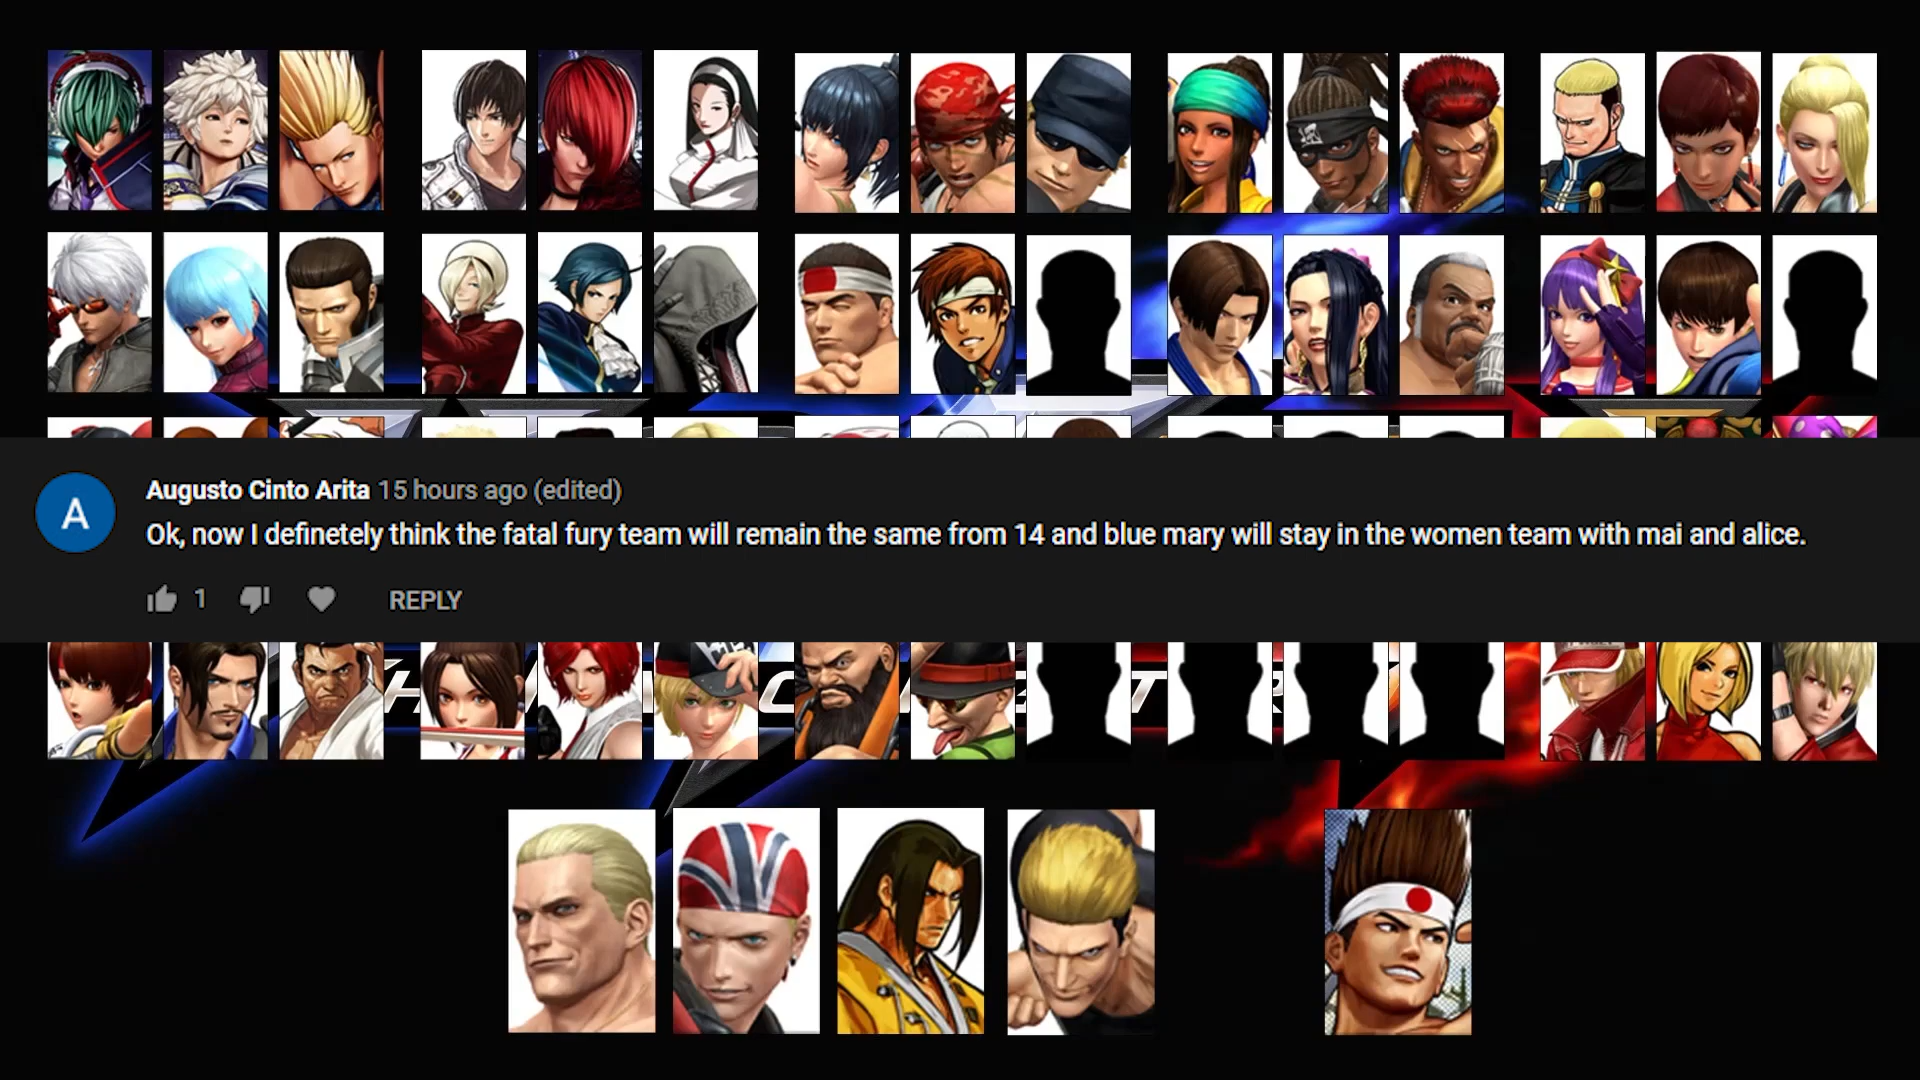 Augusto Cinto Arita 15 hours ago (edited)
Ok, now I definetely think the fatal fury team will remain the same from 14 and blue mary will stay in the women team with mai and alice.
1 REPLY